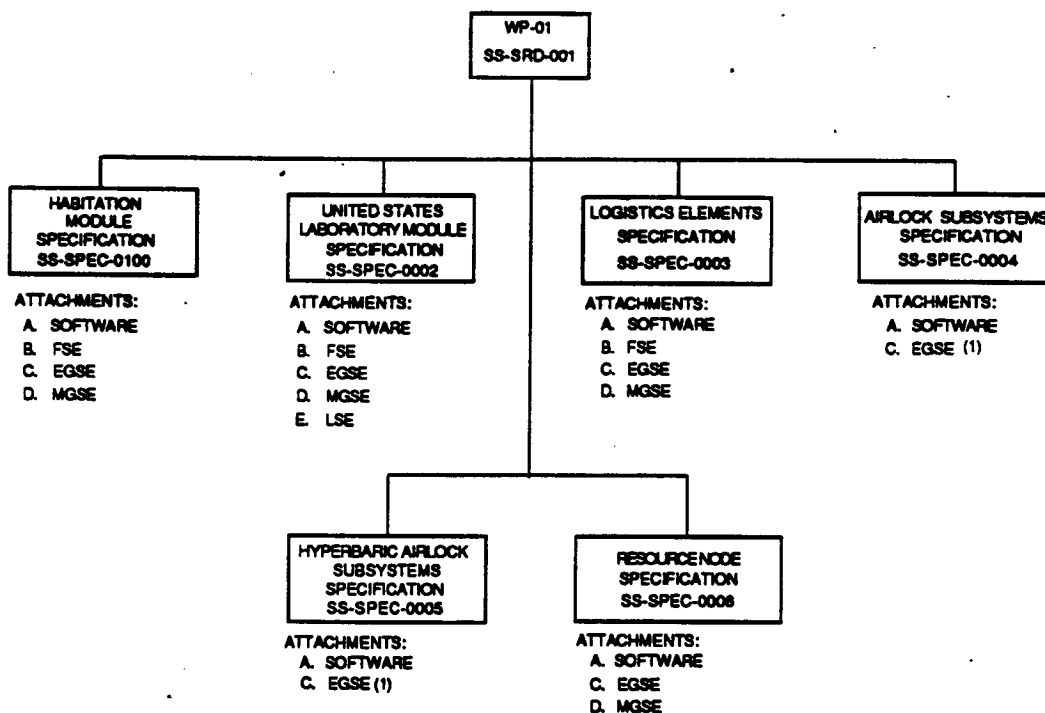 WP-01
SS-SRD-001
HABITATION
MODULE
SPECIFICATION
SS-SPEC-0100
ATTACHMENTS:
A. SOFTWARE
B. FSE
C. EGSE
D. MGSE
UNITED STATES
LABORATORY MODULE
SPECIFICATION
SS-SPEC-0002
ATTACHMENTS:
A. SOFTWARE
B. FSE
C. EGSE
D. MGSE
E. LSE
LOGISTICS ELEMENTS
SPECIFICATION
SS-SPEC-0003
ATTACHMENTS:
A. SOFTWARE
B. FSE
C. EGSE
D. MGSE
AIRLOCK SUBSYSTEMS
SPECIFICATION
SS-SPEC-0004
ATTACHMENTS:
A. SOFTWARE
C. EGSE (1)
HYPERBARIC AIRLOCK
SUBSYSTEMS
SPECIFICATION
SS-SPEC-0005
ATTACHMENTS:
A. SOFTWARE
C. EGSE (1)
RESOURCE NODE
SPECIFICATION
SS-SPEC-0006
ATTACHMENTS:
A. SOFTWARE
C. EGSE
D. MGSE